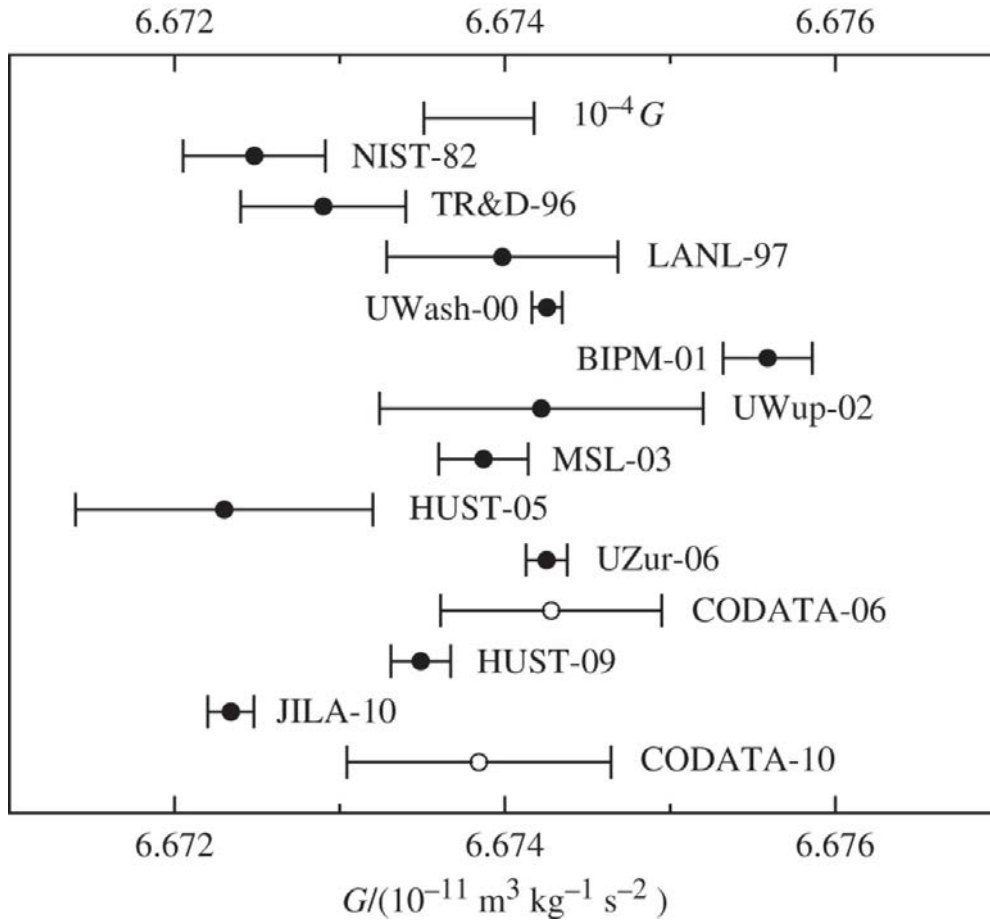 6.672 6.674 6.676
10⁻⁴ G
NIST-82
TR&D-96
LANL-97
UWash-00
BIPM-01
UWup-02
MSL-03
HUST-05
UZur-06
CODATA-06
HUST-09
JILA-10
CODATA-10
6.672 6.674 6.676
G/(10⁻¹¹ m³ kg⁻¹ s⁻² )